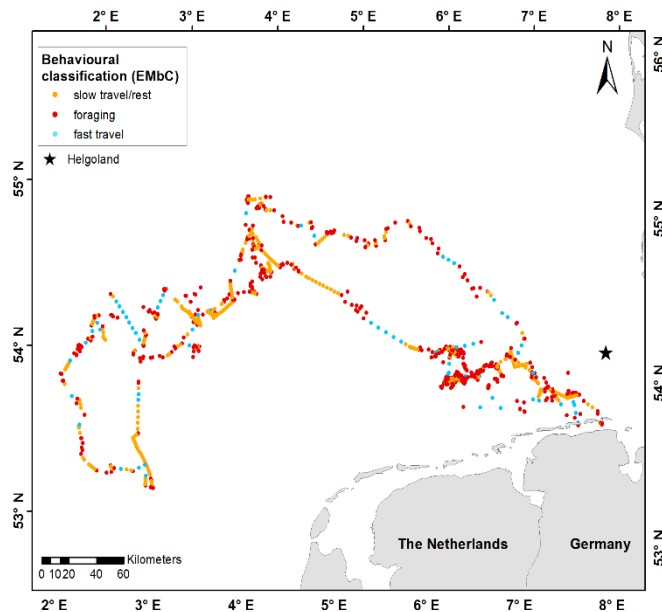 2° E 3° E 4° E 5° E 6° E 7° E 8° E
Behavioural
classification (EMbC)
slow travel/rest
foraging
fast travel
Helgoland
N
56° N
55° N
55° N
54° N
54° N
53° N
53° N
Kilometers
0 10 20 40 60
The Netherlands
Germany
2° E 3° E 4° E 5° E 6° E 7° E 8° E